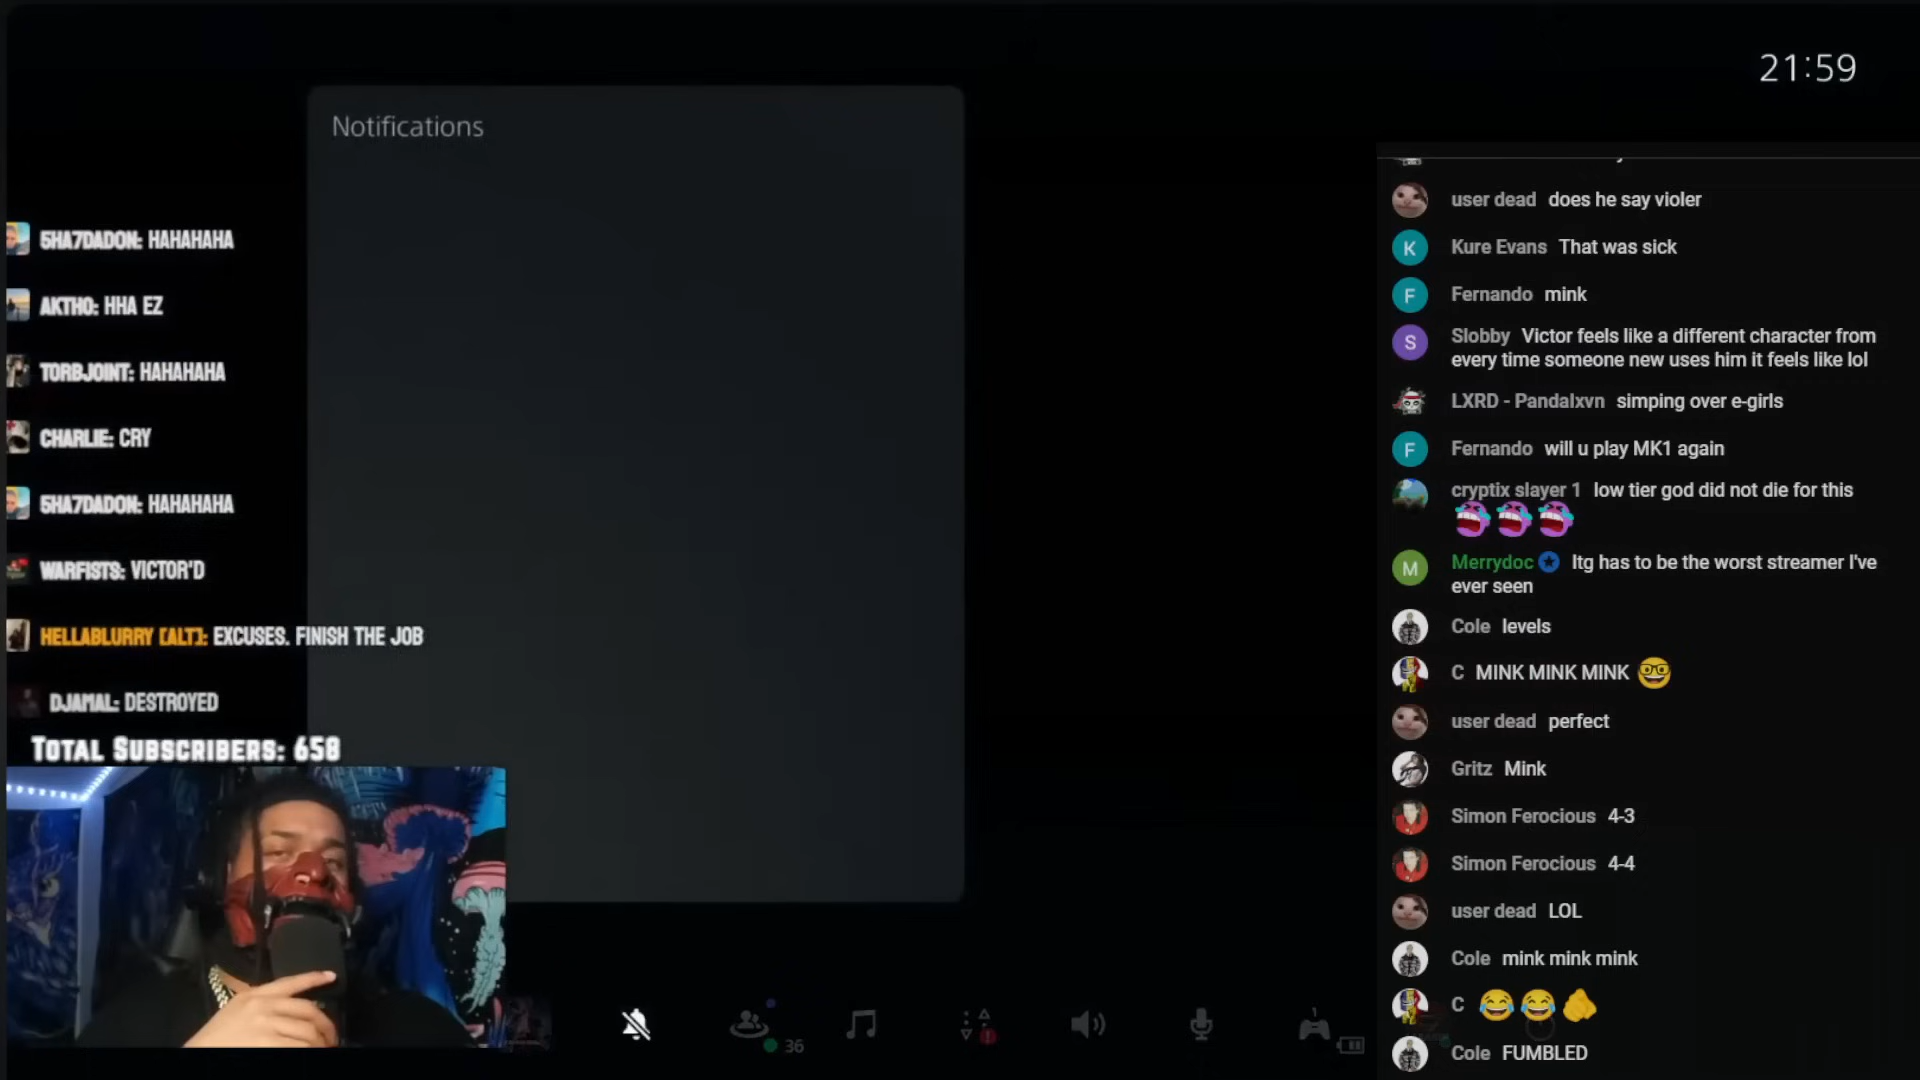 21:59
Notifications
5HA7DADON: HAHAHAHA
AKTHO: HHA EZ
TORBJOINT: HAHAHAHA
CHARLIE: CRY
5HA7DADON: HAHAHAHA
WARFISTS: VICTOR'D
HELLABLURRY [ALT]: EXCUSES. FINISH THE JOB
DJAMAL: DESTROYED
TOTAL SUBSCRIBERS: 658
36
user dead does he say violer
K Kure Evans That was sick
F Fernando mink
S Slobby Victor feels like a different character from
every time someone new uses him it feels like lol
LXRD - Pandalxvn simping over e-girls
F Fernando will u play MK1 again
cryptix slayer 1 low tier god did not die for this
M Merrydoc ltg has to be the worst streamer I've
ever seen
Cole levels
C MINK MINK MINK 🤓
user dead perfect
Gritz Mink
Simon Ferocious 4-3
Simon Ferocious 4-4
user dead LOL
Cole mink mink mink
C 😂 😂 🫵
Cole FUMBLED